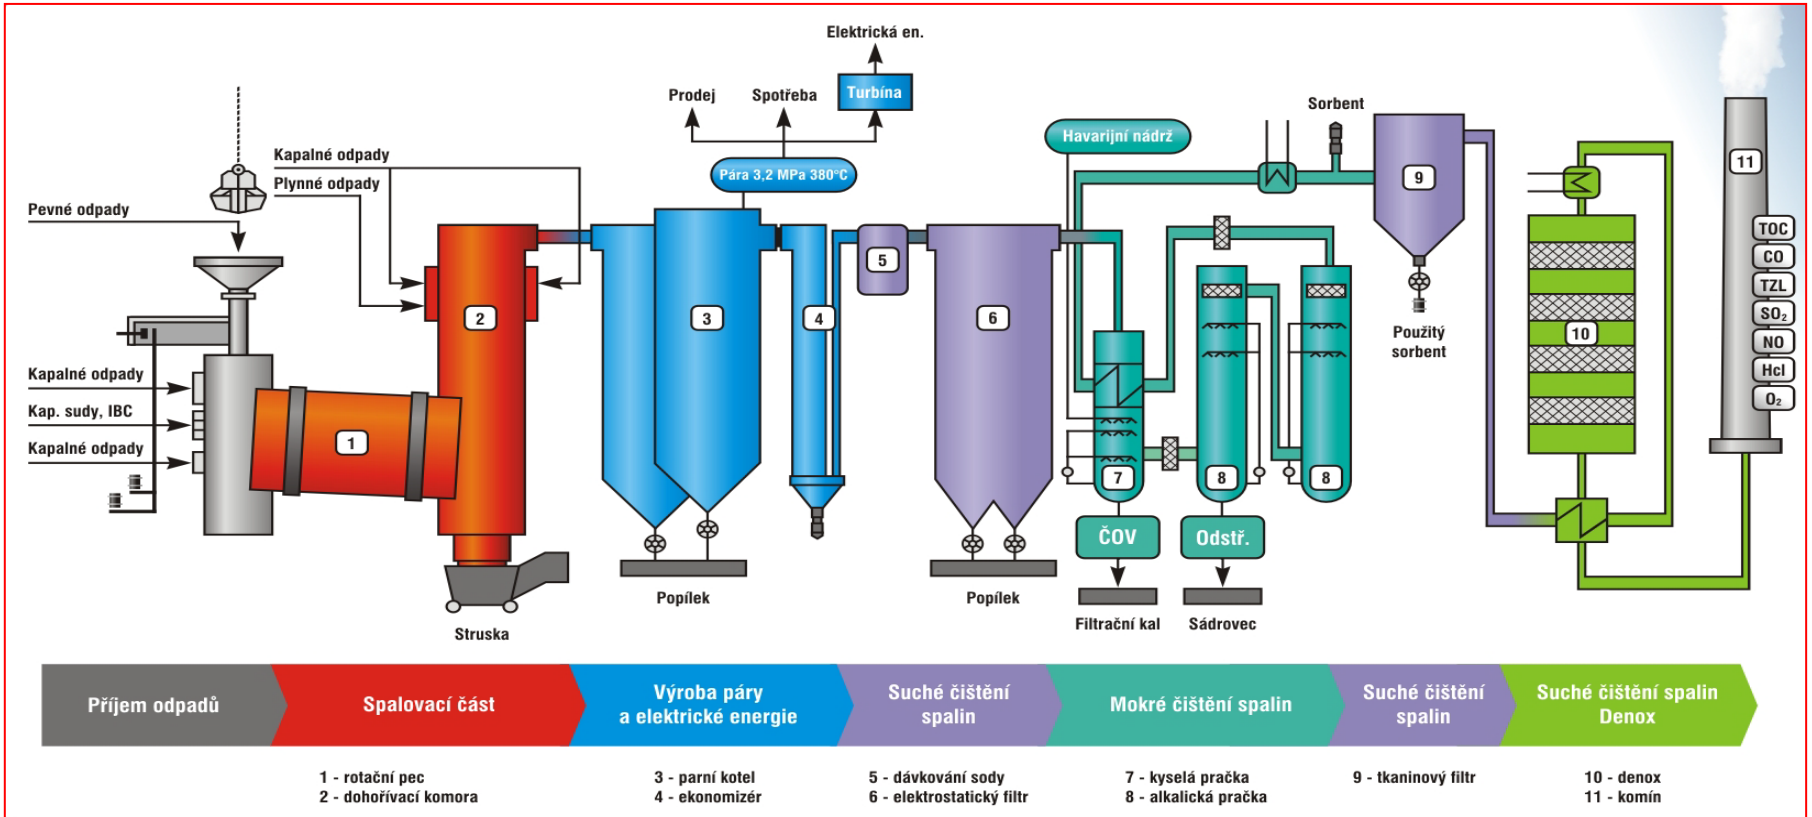 Elektrická en.
Prodej
Spotřeba
Turbína
Sorbent
Havarijní nádrž
Kapalné odpady
Plynné odpady
Pára 3,2 MPa 380°C
Pevné odpady
11
9
5
TOC
CO
TZL
SO₂
NO
Hcl
O₂
2
3
4
6
10
Použitý
sorbent
Kapalné odpady
Kap. sudy, IBC
Kapalné odpady
1
7
8
8
ČOV
Odstř.
Popílek
Popílek
Filtrační kal
Sádrovec
Struska
Příjem odpadů
Spalovací část
Výroba páry
a elektrické energie
Suché čištění
spalin
Mokré čištění spalin
Suché čištění
spalin
Suché čištění spalin
Denox
1 - rotační pec
2 - dohořívací komora
3 - parní kotel
4 - ekonomizér
5 - dávkování sody
6 - elektrostatický filtr
7 - kyselá pračka
8 - alkalická pračka
9 - tkaninový filtr
10 - denox
11 - komín